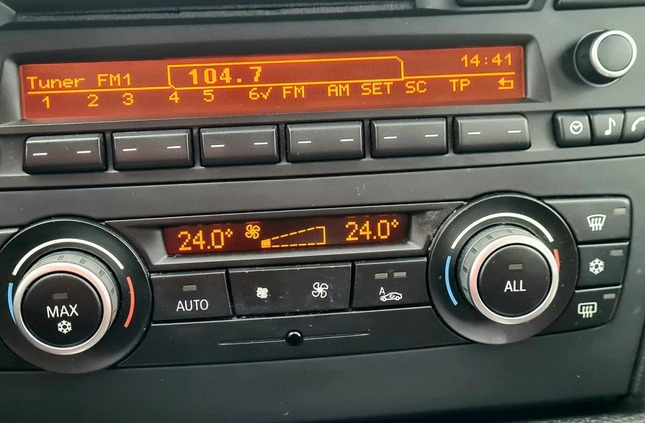 Tuner FM1 104.7 14:41
1 2 3 4 5 6√ FM AM SET SC TP
24.0° 24.0°
MAX AUTO A ALL